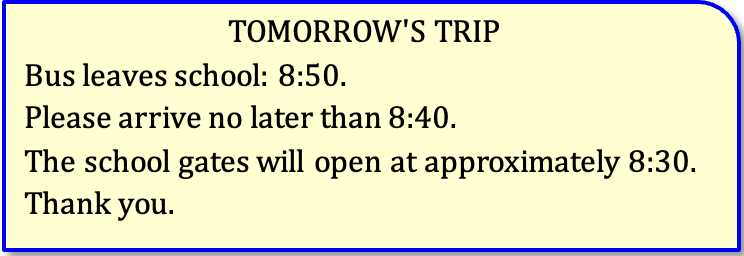 TOMORROW'S TRIP
Bus leaves school: 8:50.
Please arrive no later than 8:40.
The school gates will open at approximately 8:30.
Thank you.